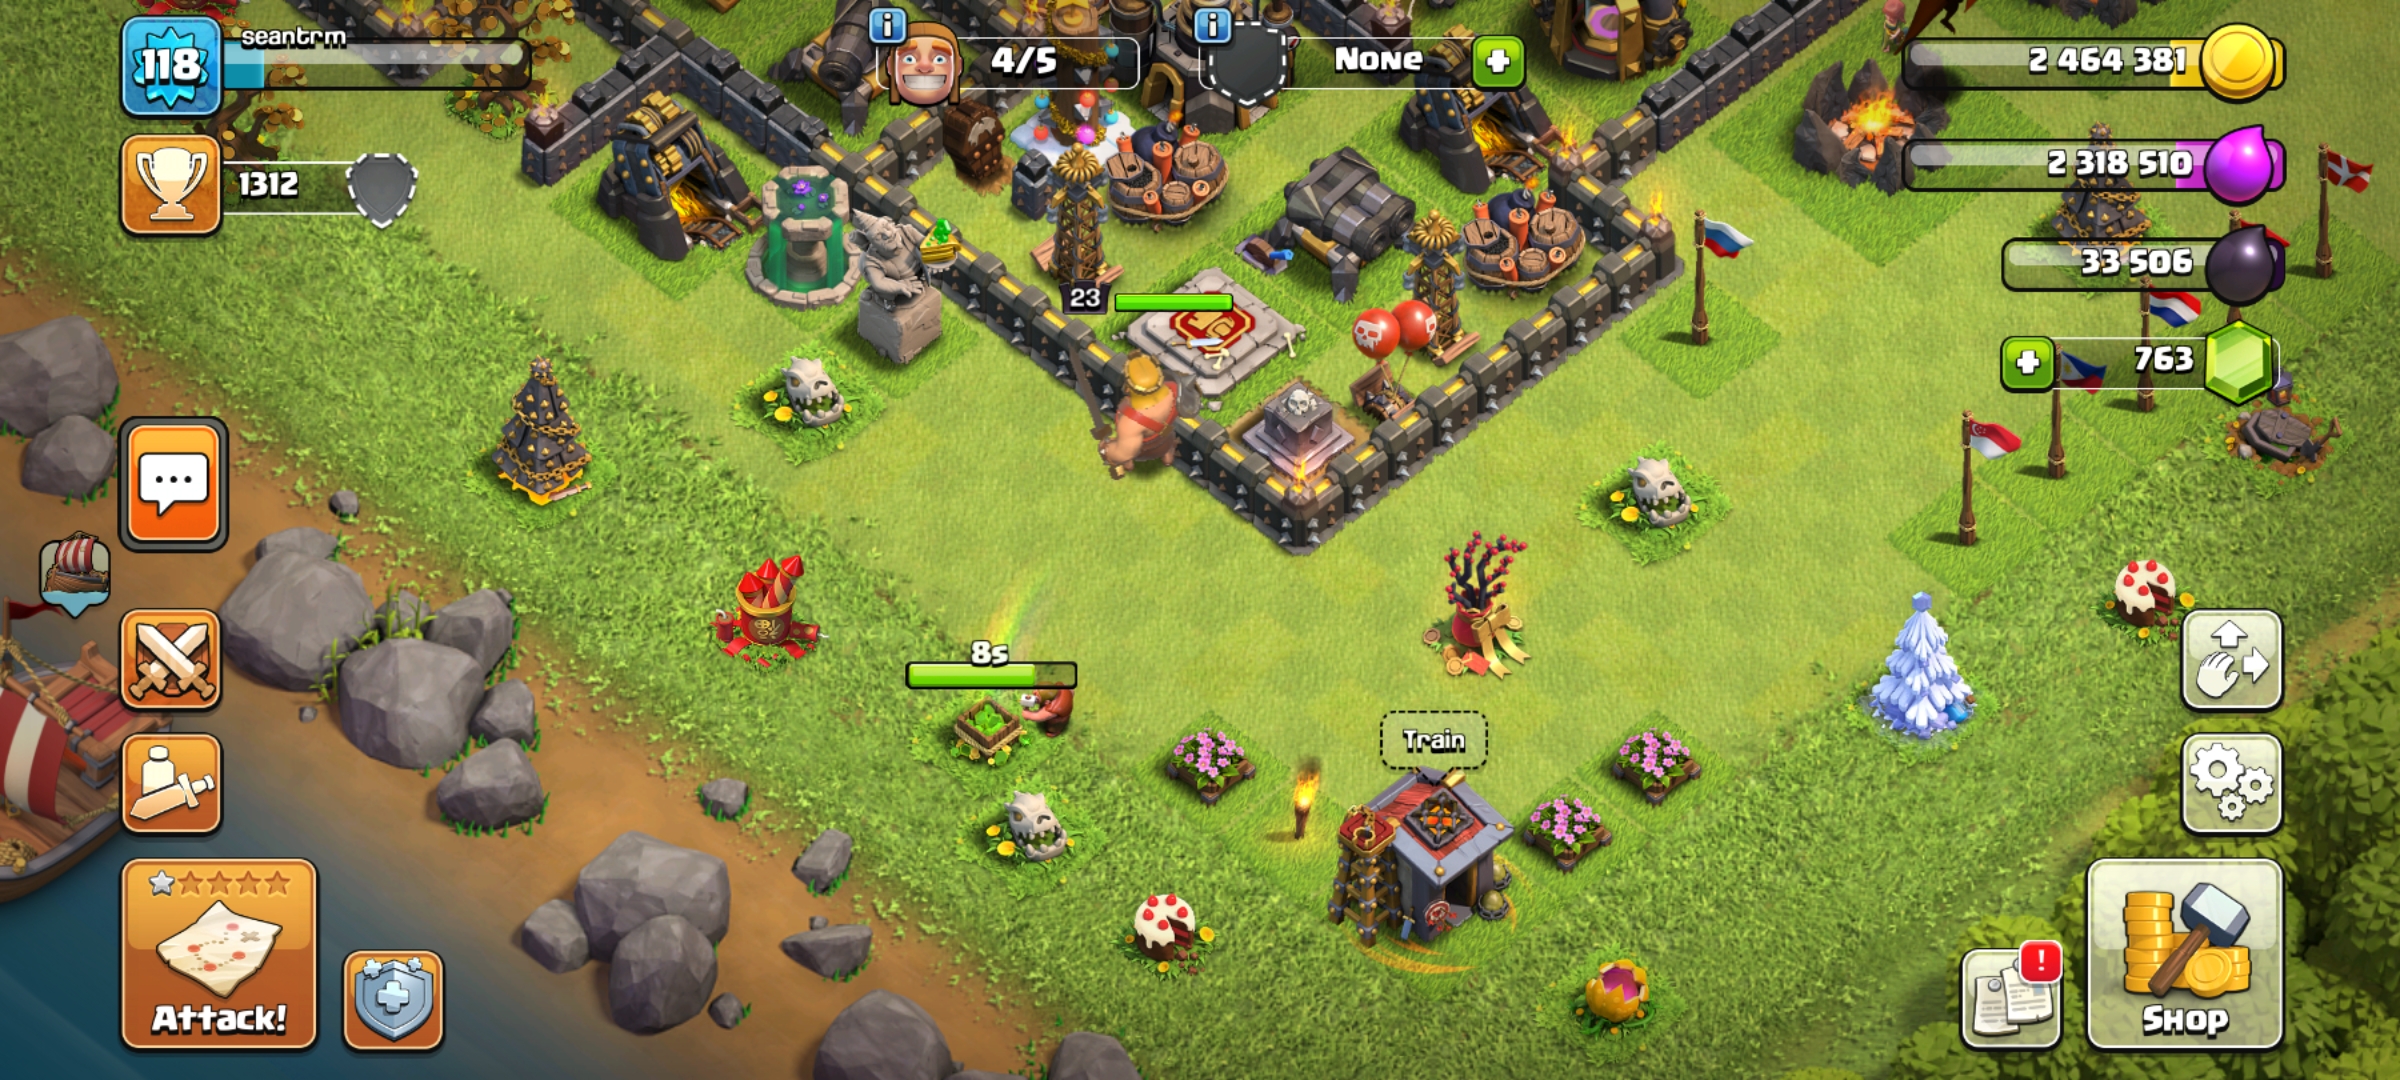 118
seantrm
i
4/5
i
None
2 464 381
1312
2 318 510
33 506
23
763
8s
Train
Attack!
!
Shop